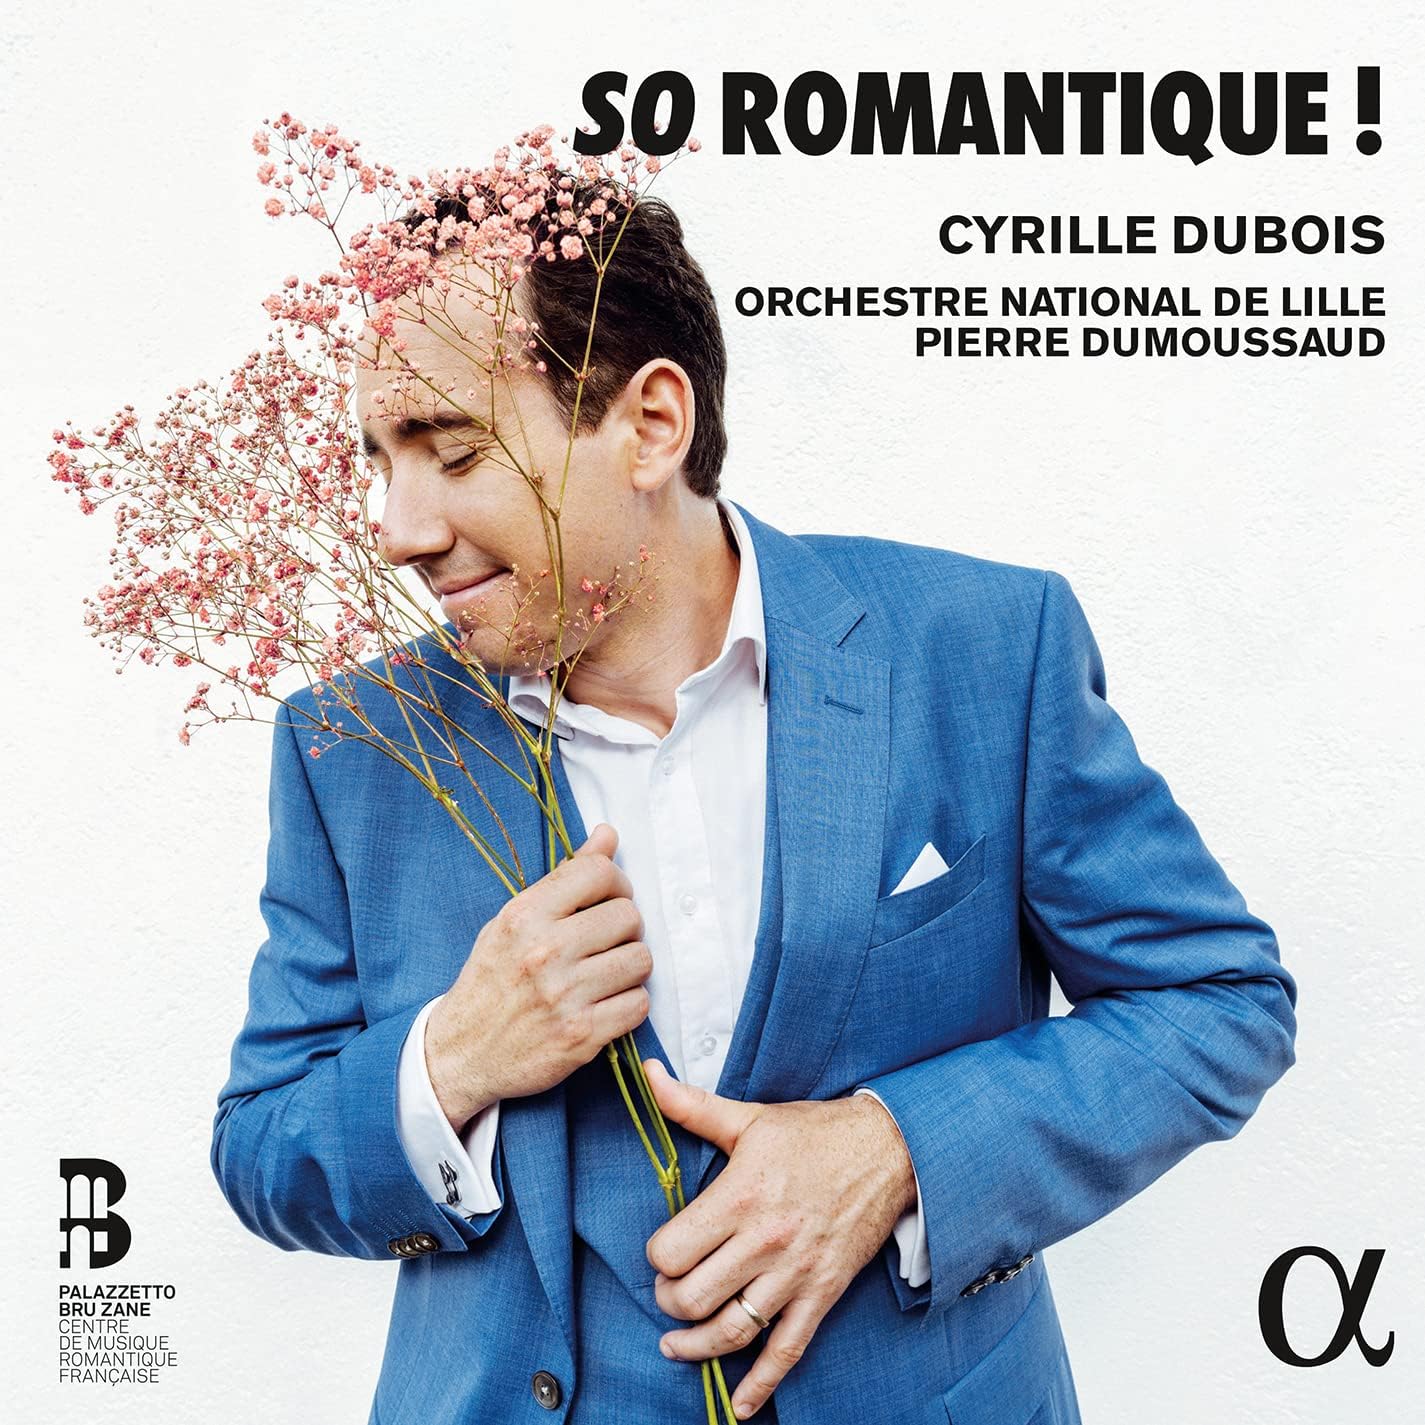 SO ROMANTIQUE !
CYRILLE DUBOIS
ORCHESTRE NATIONAL DE LILLE
PIERRE DUMOUSSAUD
PALAZZETTO
BRU ZANE
CENTRE
DE MUSIQUE
ROMANTIQUE
FRANÇAISE
α